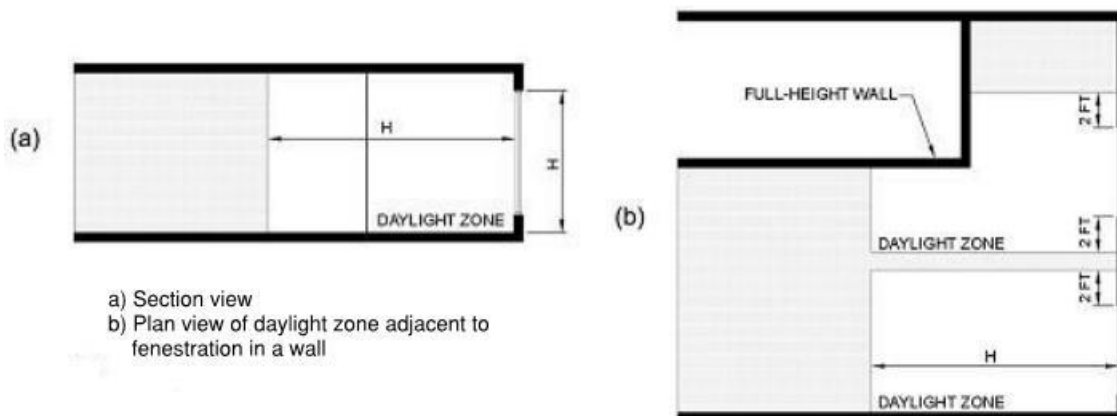 (a)
H
H
DAYLIGHT ZONE
a) Section view
b) Plan view of daylight zone adjacent to
fenestration in a wall
(b)
FULL-HEIGHT WALL
2 FT
2 FT
DAYLIGHT ZONE
2 FT
H
DAYLIGHT ZONE